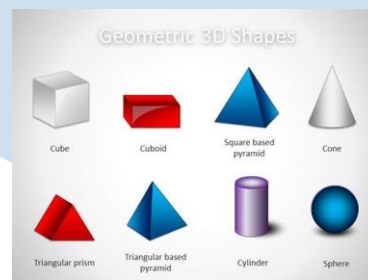 Geometric 3D Shapes
Cube
Cuboid
Square based
pyramid
Cone
Triangular prism
Triangular based
pyramid
Cylinder
Sphere